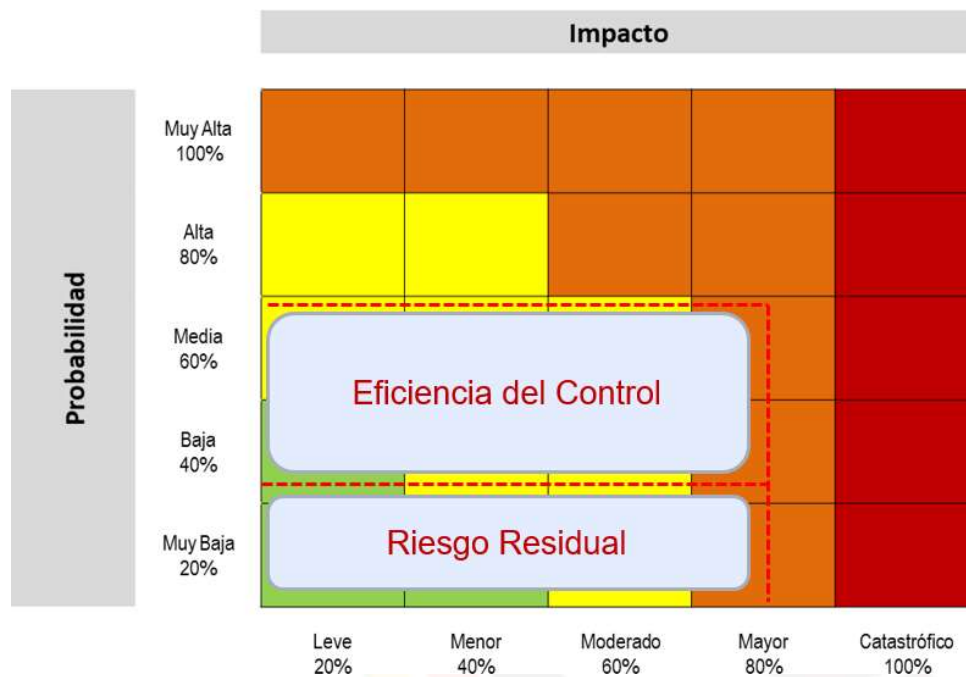 Impacto
Probabilidad
Muy Alta
100%
Alta
80%
Media
60%
Baja
40%
Muy Baja
20%
Eficiencia del Control
Riesgo Residual
Leve
20%
Menor
40%
Moderado
60%
Mayor
80%
Catastrófico
100%